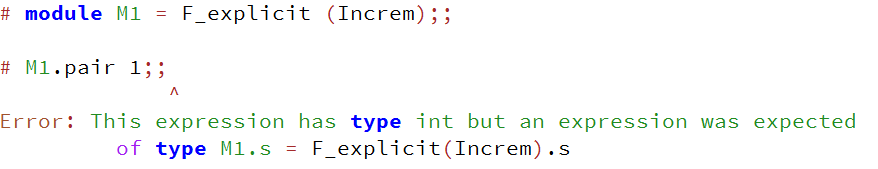 # module M1 = F_explicit (Increm);;
# M1.pair 1;;
^
Error: This expression has type int but an expression was expected
of type M1.s = F_explicit(Increm).s